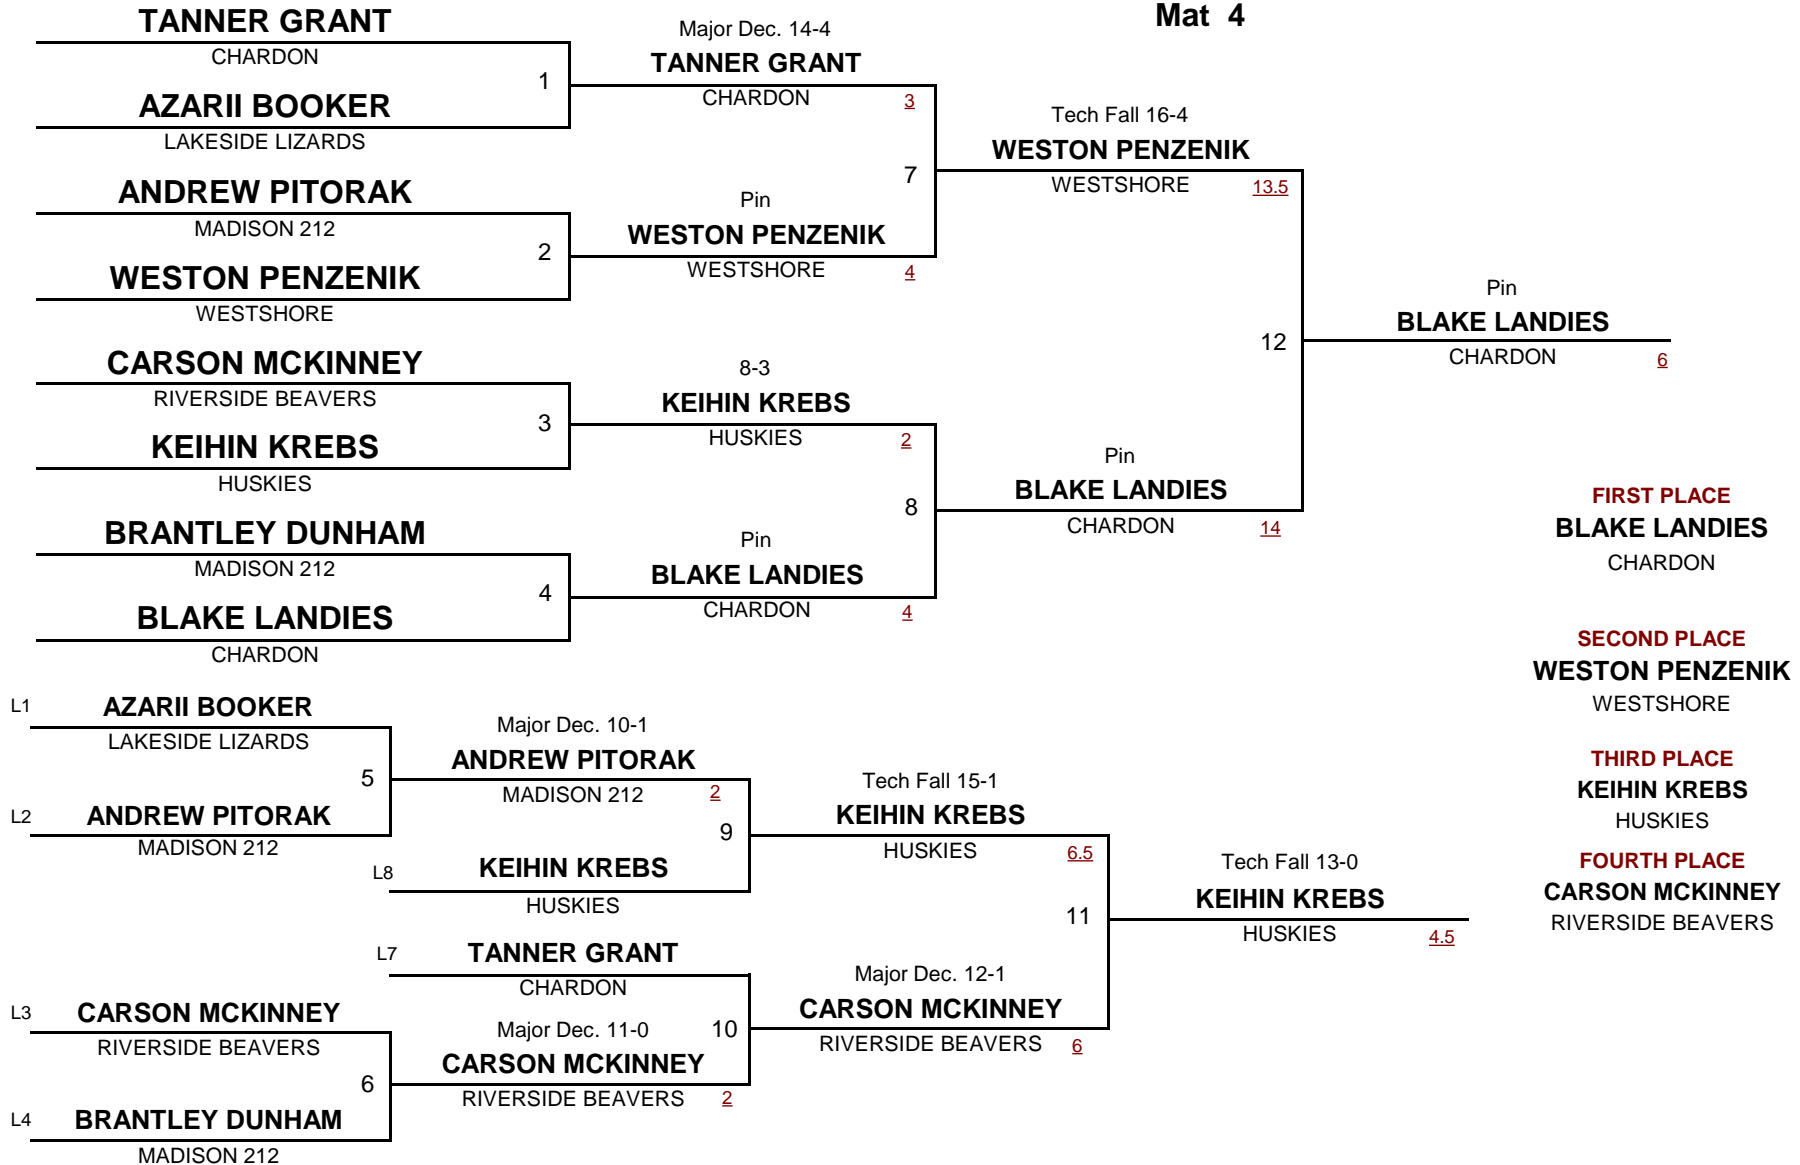 Mat 4
TANNER GRANT
CHARDON
1
AZARII BOOKER
LAKESIDE LIZARDS
ANDREW PITORAK
MADISON 212
2
WESTON PENZENIK
WESTSHORE
CARSON MCKINNEY
RIVERSIDE BEAVERS
3
KEIHIN KREBS
HUSKIES
BRANTLEY DUNHAM
MADISON 212
4
BLAKE LANDIES
CHARDON
Major Dec. 14-4
TANNER GRANT
CHARDON 3
7
Pin
WESTON PENZENIK
WESTSHORE 4
8-3
KEIHIN KREBS
HUSKIES 2
8
Pin
BLAKE LANDIES
CHARDON 4
Tech Fall 16-4
WESTON PENZENIK
WESTSHORE 13.5
12
Pin
BLAKE LANDIES
CHARDON 14
Pin
BLAKE LANDIES
CHARDON 6
FIRST PLACE
BLAKE LANDIES
CHARDON
SECOND PLACE
WESTON PENZENIK
WESTSHORE
THIRD PLACE
KEIHIN KREBS
HUSKIES
FOURTH PLACE
CARSON MCKINNEY
RIVERSIDE BEAVERS
L1 AZARII BOOKER
LAKESIDE LIZARDS
5
L2 ANDREW PITORAK
MADISON 212
L3 CARSON MCKINNEY
RIVERSIDE BEAVERS
6
L4 BRANTLEY DUNHAM
MADISON 212
Major Dec. 10-1
ANDREW PITORAK
MADISON 212 2
9
L8 KEIHIN KREBS
HUSKIES
L7 TANNER GRANT
CHARDON
Major Dec. 11-0 10
CARSON MCKINNEY
RIVERSIDE BEAVERS 2
Tech Fall 15-1
KEIHIN KREBS
HUSKIES 6.5
11
Major Dec. 12-1
CARSON MCKINNEY
RIVERSIDE BEAVERS 6
Tech Fall 13-0
KEIHIN KREBS
HUSKIES 4.5